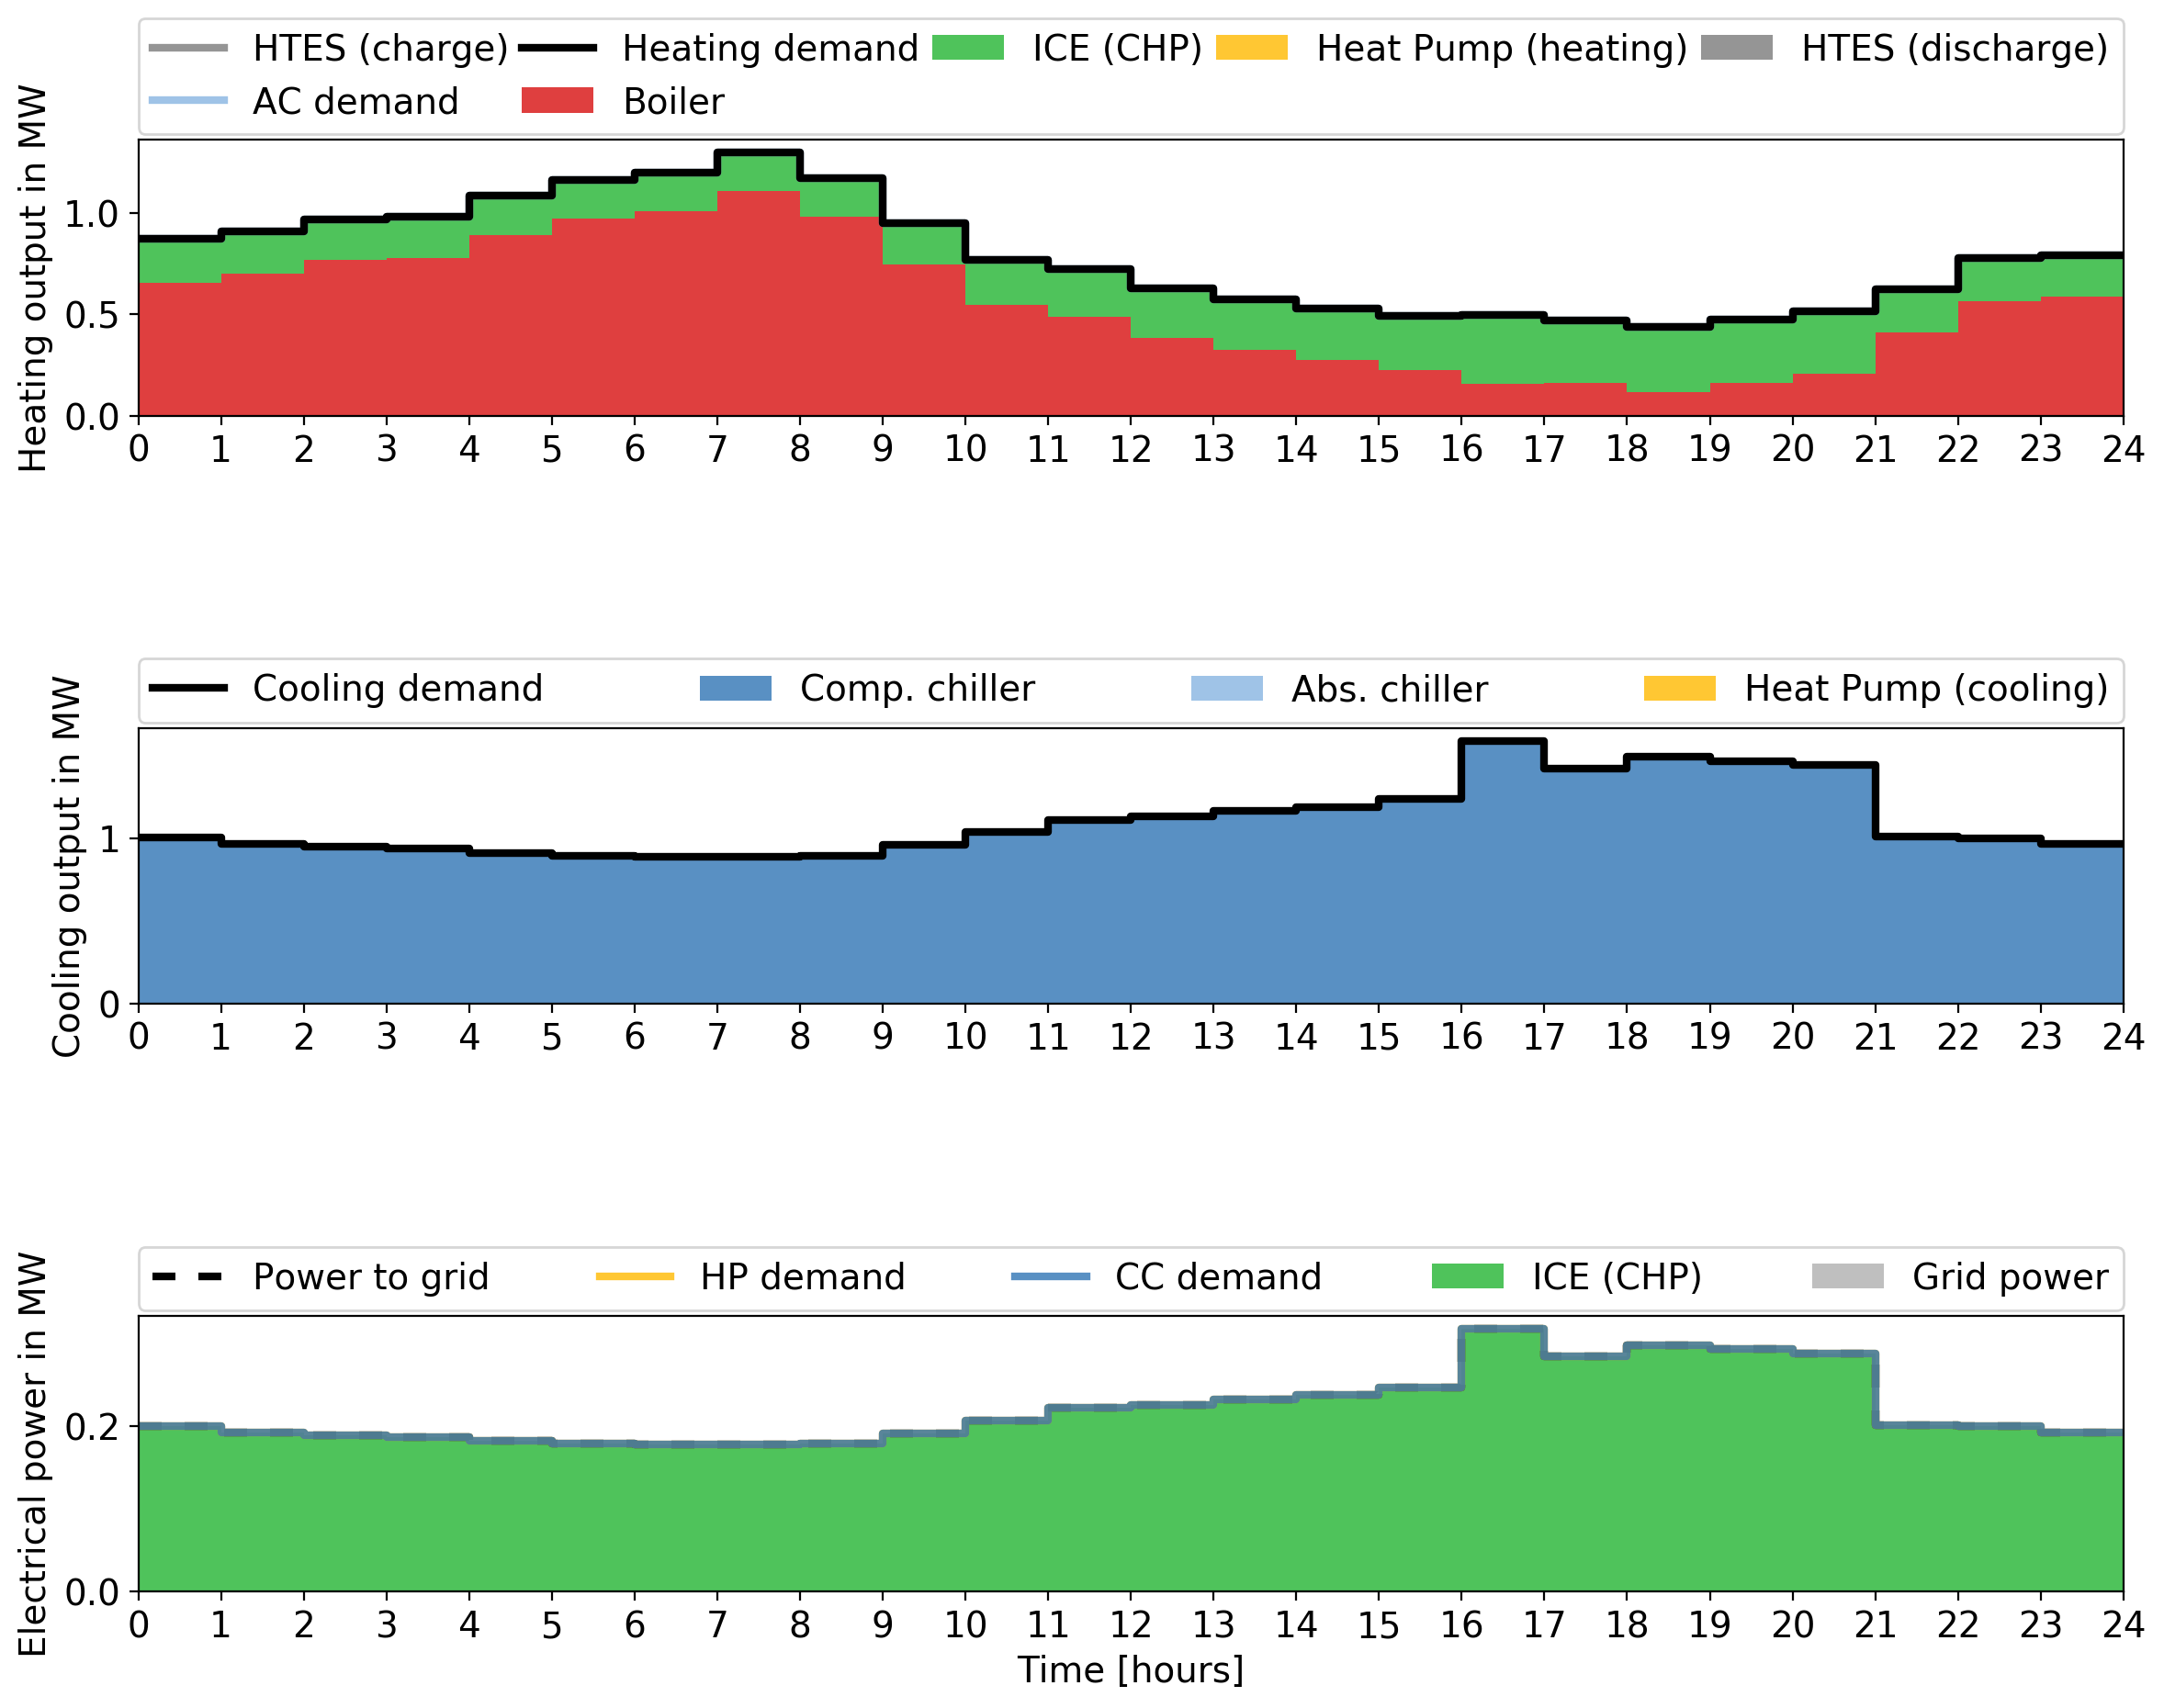 HTES (charge) Heating demand ICE (CHP) Heat Pump (heating) HTES (discharge)
AC demand Boiler
Heating output in MW
1.0
0.5
0.0
0 1 2 3 4 5 6 7 8 9 10 11 12 13 14 15 16 17 18 19 20 21 22 23 24
Cooling demand Comp. chiller Abs. chiller Heat Pump (cooling)
Cooling output in MW
1
0
0 1 2 3 4 5 6 7 8 9 10 11 12 13 14 15 16 17 18 19 20 21 22 23 24
Power to grid HP demand CC demand ICE (CHP) Grid power
Electrical power in MW
0.2
0.0
0 1 2 3 4 5 6 7 8 9 10 11 12 13 14 15 16 17 18 19 20 21 22 23 24
Time [hours]